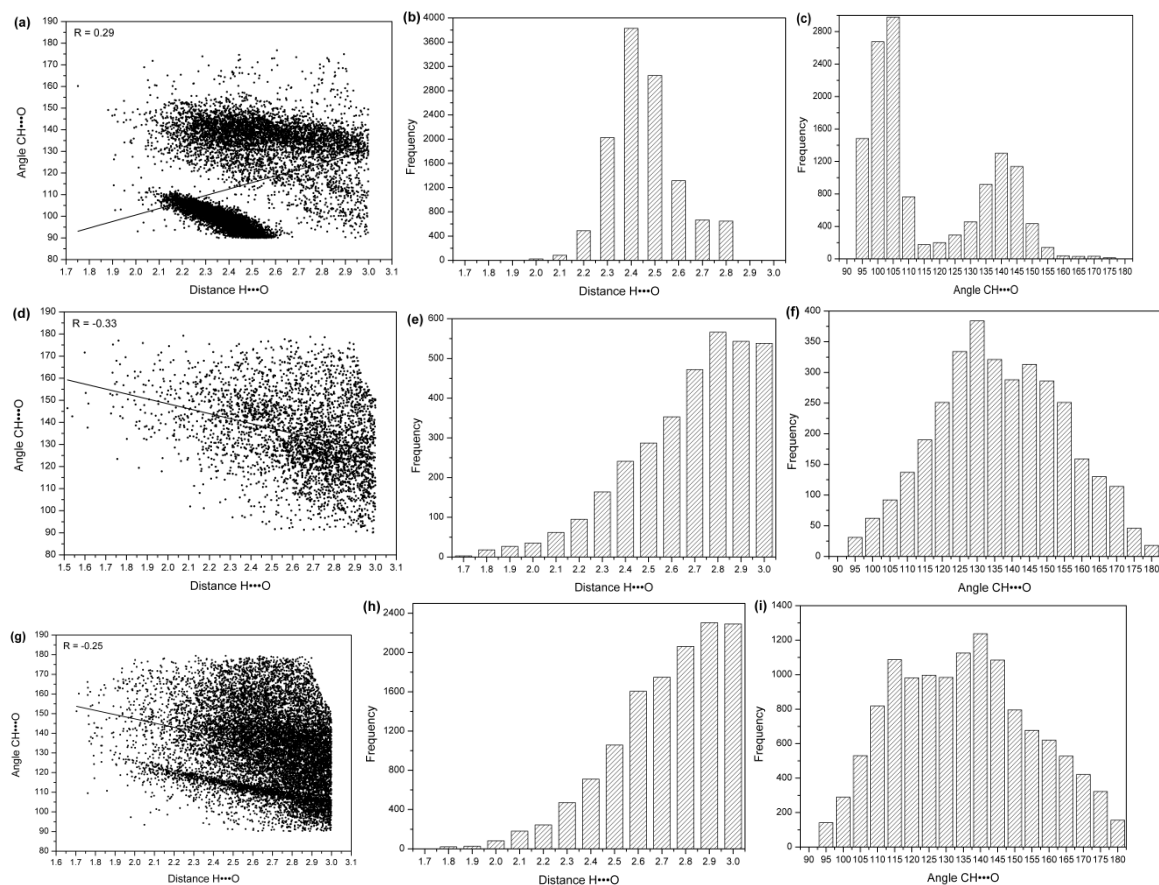 (a)
R = 0.29
190
180
170
160
150
140
130
120
110
100
90
80
Angle CH•••O
1.7 1.8 1.9 2.0 2.1 2.2 2.3 2.4 2.5 2.6 2.7 2.8 2.9 3.0 3.1
Distance H•••O
(b)
4000
3600
3200
2800
2400
2000
1600
1200
800
400
0
Frequency
1.7 1.8 1.9 2.0 2.1 2.2 2.3 2.4 2.5 2.6 2.7 2.8 2.9 3.0
Distance H•••O
(c)
2800
2400
2000
1600
1200
800
400
0
Frequency
90 95 100 105 110 115 120 125 130 135 140 145 150 155 160 165 170 175 180
Angle CH•••O
(d)
R = -0.33
190
180
170
160
150
140
130
120
110
100
90
80
Angle CH•••O
1.5 1.6 1.7 1.8 1.9 2.0 2.1 2.2 2.3 2.4 2.5 2.6 2.7 2.8 2.9 3.0 3.1
Distance H•••O
(e)
600
500
400
300
200
100
0
Frequency
1.7 1.8 1.9 2.0 2.1 2.2 2.3 2.4 2.5 2.6 2.7 2.8 2.9 3.0
Distance H•••O
(f)
400
350
300
250
200
150
100
50
0
Frequency
90 95 100 105 110 115 120 125 130 135 140 145 150 155 160 165 170 175 180
Angle CH•••O
(g)
R = -0.25
190
180
170
160
150
140
130
120
110
100
90
80
Angle CH•••O
1.6 1.7 1.8 1.9 2.0 2.1 2.2 2.3 2.4 2.5 2.6 2.7 2.8 2.9 3.0 3.1
Distance H•••O
(h)
2400
2000
1600
1200
800
400
0
Frequency
1.7 1.8 1.9 2.0 2.1 2.2 2.3 2.4 2.5 2.6 2.7 2.8 2.9 3.0
Distance H•••O
(i)
1400
1200
1000
800
600
400
200
0
Frequency
90 95 100 105 110 115 120 125 130 135 140 145 150 155 160 165 170 175 180
Angle CH•••O